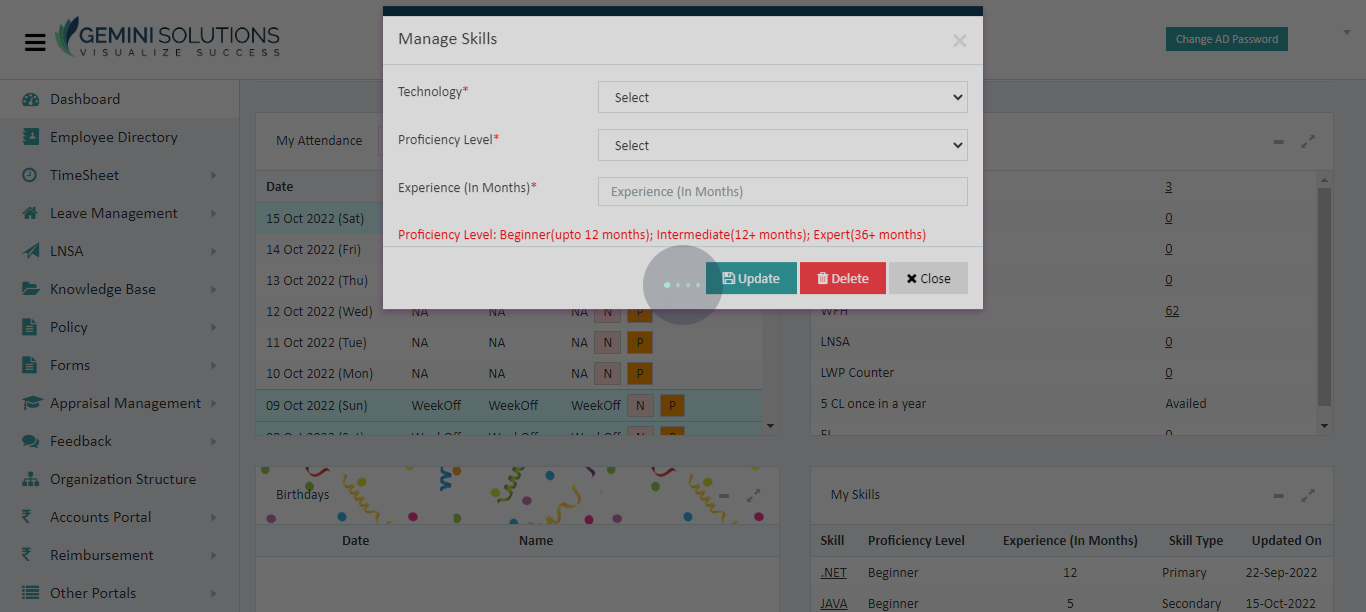 GEMINI SOLUTIONS
VISUALIZE SUCCESS
Change AD Password
Dashboard
Employee Directory
TimeSheet
Leave Management
LNSA
Knowledge Base
Policy
Forms
Appraisal Management
Feedback
Organization Structure
Accounts Portal
Reimbursement
Other Portals
Manage Skills
×
Technology*
Select
Proficiency Level*
Select
Experience (In Months)*
Experience (In Months)
Proficiency Level: Beginner(upto 12 months); Intermediate(12+ months); Expert(36+ months)
Update Delete Close
My Attendance
Date
15 Oct 2022 (Sat)
14 Oct 2022 (Fri)
13 Oct 2022 (Thu)
12 Oct 2022 (Wed) NA NA NA N P
11 Oct 2022 (Tue) NA NA NA N P
10 Oct 2022 (Mon) NA NA NA N P
09 Oct 2022 (Sun) WeekOff WeekOff WeekOff N P
3
0
0
0
WFH 62
LNSA 0
LWP Counter 0
5 CL once in a year Availed
Birthdays
Date Name
My Skills
Skill Proficiency Level Experience (In Months) Skill Type Updated On
.NET Beginner 12 Primary 22-Sep-2022
JAVA Beginner 5 Secondary 15-Oct-2022